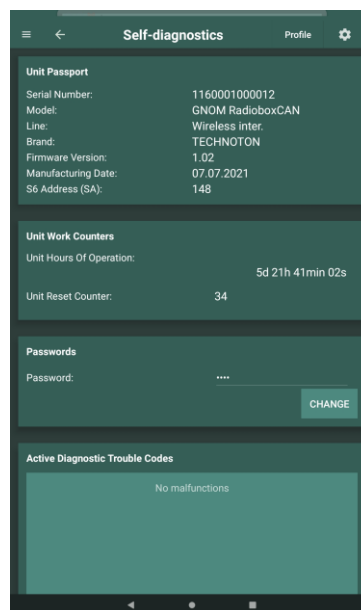 Self-diagnostics Profile
Unit Passport
Serial Number: 1160001000012
Model: GNOM RadioboxCAN
Line: Wireless inter.
Brand: TECHNOTON
Firmware Version: 1.02
Manufacturing Date: 07.07.2021
S6 Address (SA): 148
Unit Work Counters
Unit Hours Of Operation:
5d 21h 41min 02s
Unit Reset Counter: 34
Passwords
Password: ····
CHANGE
Active Diagnostic Trouble Codes
No malfunctions